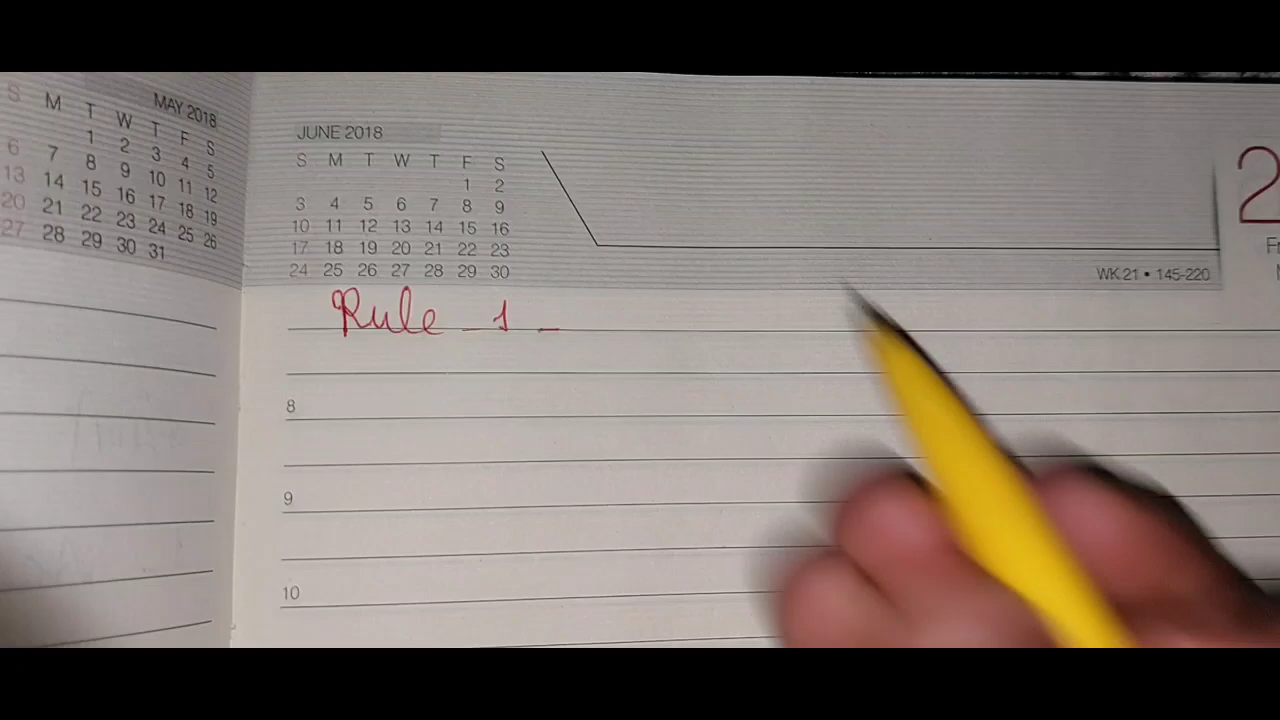 MAY 2018
S M T W T F S
1 2 3 4 5
6 7 8 9 10 11 12
13 14 15 16 17 18 19
20 21 22 23 24 25 26
27 28 29 30 31
JUNE 2018
S M T W T F S
1 2
3 4 5 6 7 8 9
10 11 12 13 14 15 16
17 18 19 20 21 22 23
24 25 26 27 28 29 30
WK 21 • 145-220
Rule _ 1 _
8
9
10